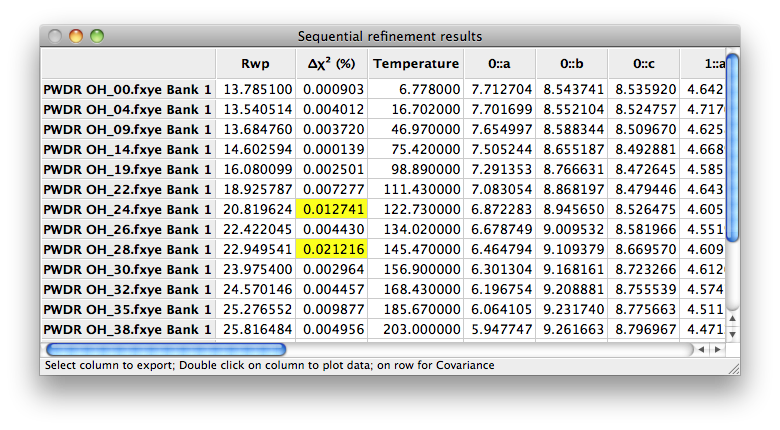 Sequential refinement results
Rwp Δχ² (%) Temperature 0::a 0::b 0::c 1::a
PWDR OH_00.fxye Bank 1 13.785100 0.000903 6.778000 7.712704 8.543741 8.535920 4.642
PWDR OH_04.fxye Bank 1 13.540514 0.004012 16.702000 7.701699 8.552104 8.524757 4.717
PWDR OH_09.fxye Bank 1 13.684760 0.003720 46.970000 7.654997 8.588344 8.509670 4.625
PWDR OH_14.fxye Bank 1 14.602594 0.000139 75.420000 7.505244 8.655187 8.492881 4.668
PWDR OH_19.fxye Bank 1 16.080099 0.002501 98.890000 7.291353 8.766631 8.472645 4.585
PWDR OH_22.fxye Bank 1 18.925787 0.007277 111.430000 7.083054 8.868197 8.479446 4.643
PWDR OH_24.fxye Bank 1 20.819624 0.012741 122.730000 6.872283 8.945650 8.526475 4.605
PWDR OH_26.fxye Bank 1 22.422045 0.004430 134.020000 6.678749 9.009532 8.581966 4.551
PWDR OH_28.fxye Bank 1 22.949541 0.021216 145.470000 6.464794 9.109379 8.669570 4.609
PWDR OH_30.fxye Bank 1 23.975400 0.002964 156.900000 6.301304 9.168161 8.723266 4.612
PWDR OH_32.fxye Bank 1 24.570146 0.004457 168.430000 6.196754 9.208881 8.755539 4.574
PWDR OH_35.fxye Bank 1 25.276552 0.009877 185.670000 6.064105 9.231740 8.775663 4.511
PWDR OH_38.fxye Bank 1 25.816484 0.004956 203.000000 5.947747 9.261663 8.796967 4.471
Select column to export; Double click on column to plot data; on row for Covariance